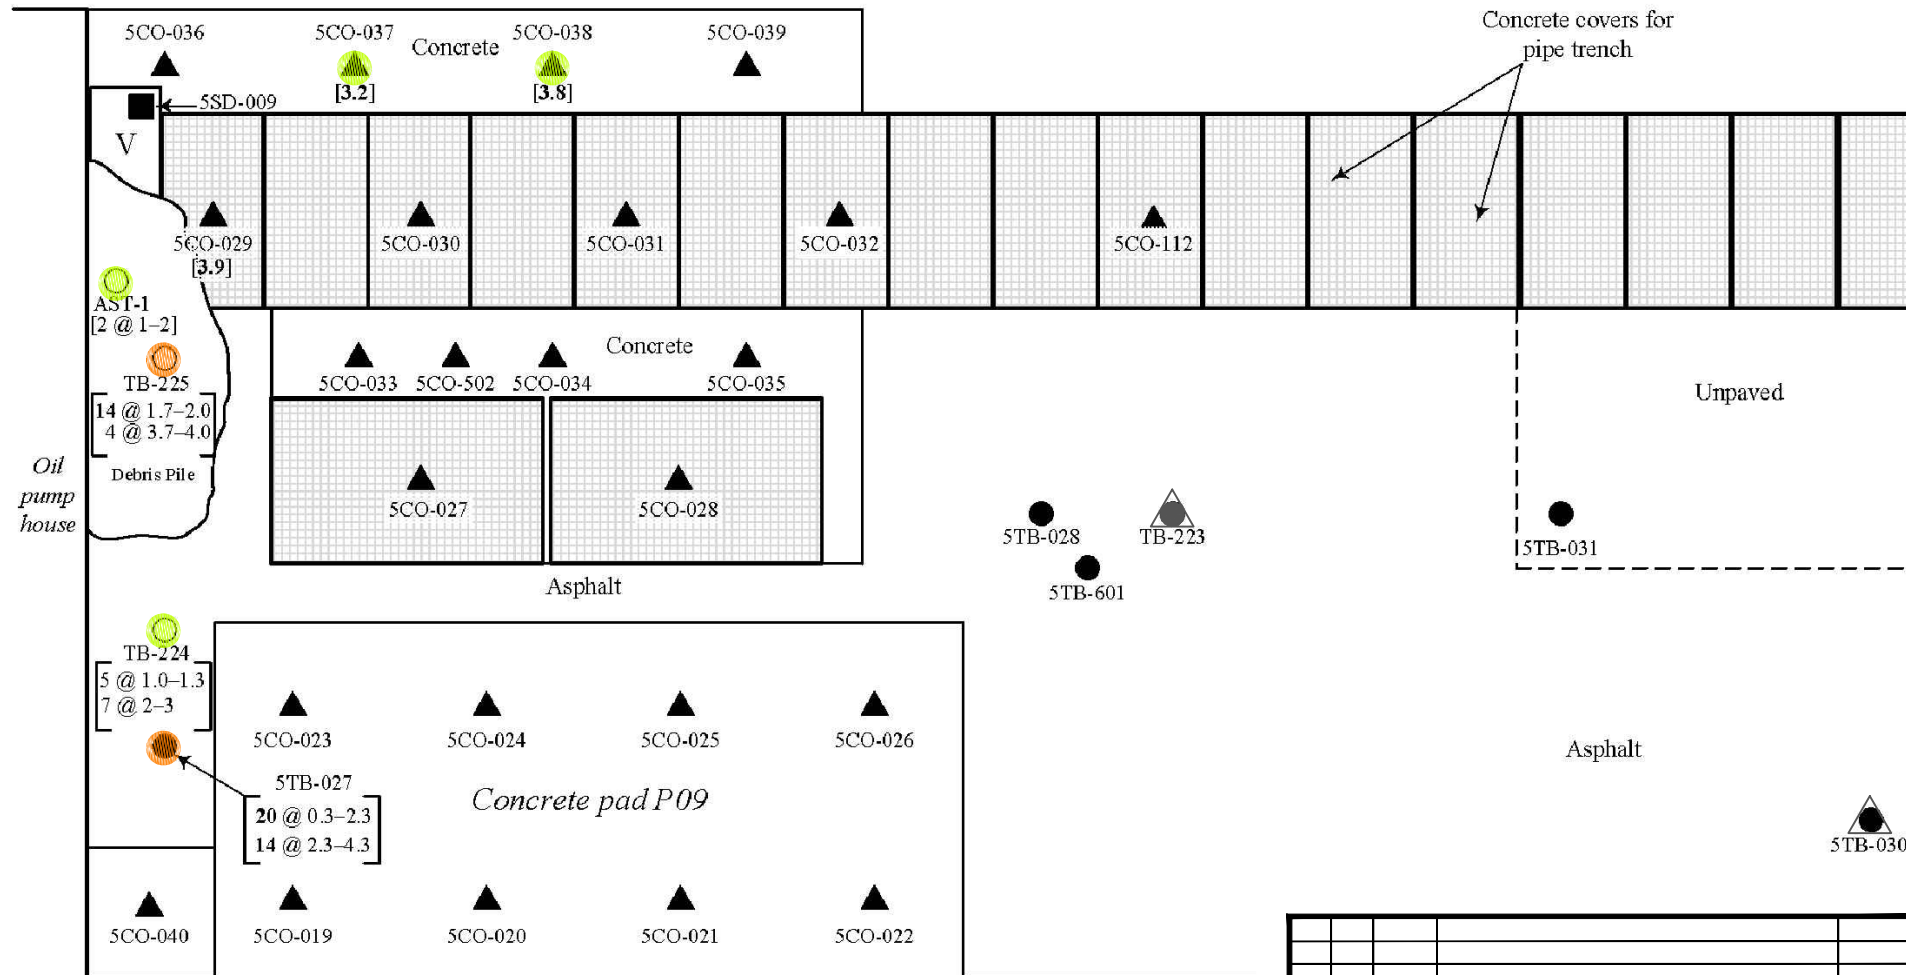 5CO-036
5CO-037
Concrete
5CO-038
5CO-039
Concrete covers for
pipe trench
[3.2]
[3.8]
5SD-009
V
5CO-029
[3.9]
5CO-030
5CO-031
5CO-032
5CO-112
AST-1
[2 @ 1–2]
TB-225
14 @ 1.7–2.0
4 @ 3.7–4.0
Debris Pile
Oil
pump
house
Concrete
5CO-033
5CO-502
5CO-034
5CO-035
Unpaved
5CO-027
5CO-028
5TB-028
TB-223
5TB-031
5TB-601
Asphalt
TB-224
5 @ 1.0–1.3
7 @ 2–3
5CO-023
5CO-024
5CO-025
5CO-026
Asphalt
5TB-027
20 @ 0.3–2.3
14 @ 2.3–4.3
Concrete pad P09
5TB-030
5CO-040
5CO-019
5CO-020
5CO-021
5CO-022